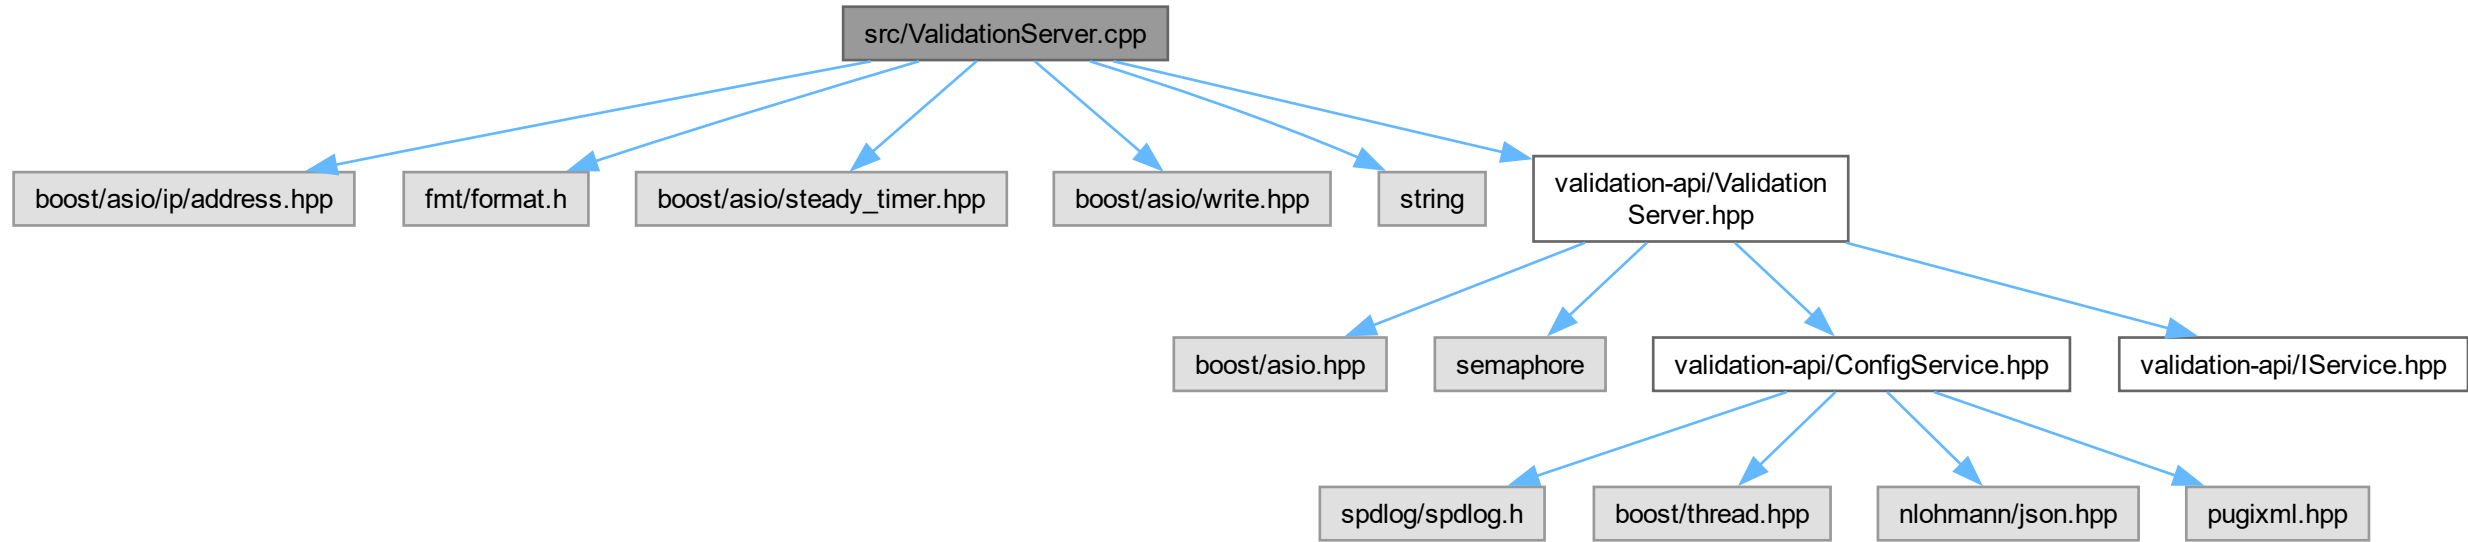 src/ValidationServer.cpp
boost/asio/ip/address.hpp
fmt/format.h
boost/asio/steady_timer.hpp
boost/asio/write.hpp
string
validation-api/Validation
Server.hpp
boost/asio.hpp
semaphore
validation-api/ConfigService.hpp
validation-api/IService.hpp
spdlog/spdlog.h
boost/thread.hpp
nlohmann/json.hpp
pugixml.hpp